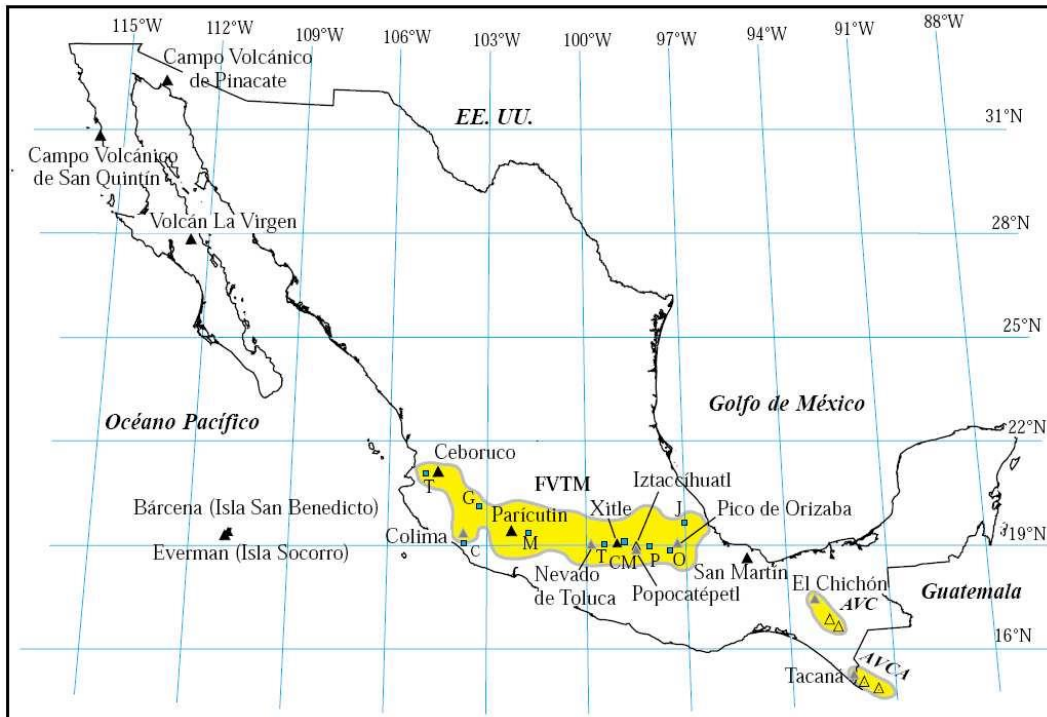 115°W
112°W
109°W
106°W
103°W
100°W
97°W
94°W
91°W
88°W
Campo Volcánico
de Pinacate
EE. UU.
31°N
Campo Volcánico
de San Quintín
Volcán La Virgen
28°N
25°N
Océano Pacífico
Golfo de México
22°N
Ceboruco
T
G
FVTM
Iztaccíhuatl
Xitle
J
Pico de Orizaba
Bárcena (Isla San Benedicto)
Colima
C
Parícutin
M
T
CM
P
O
19°N
Everman (Isla Socorro)
Nevado
de Toluca
Popocatépetl
San Martín
El Chichón
AVC
Guatemala
16°N
Tacaná
AVCA